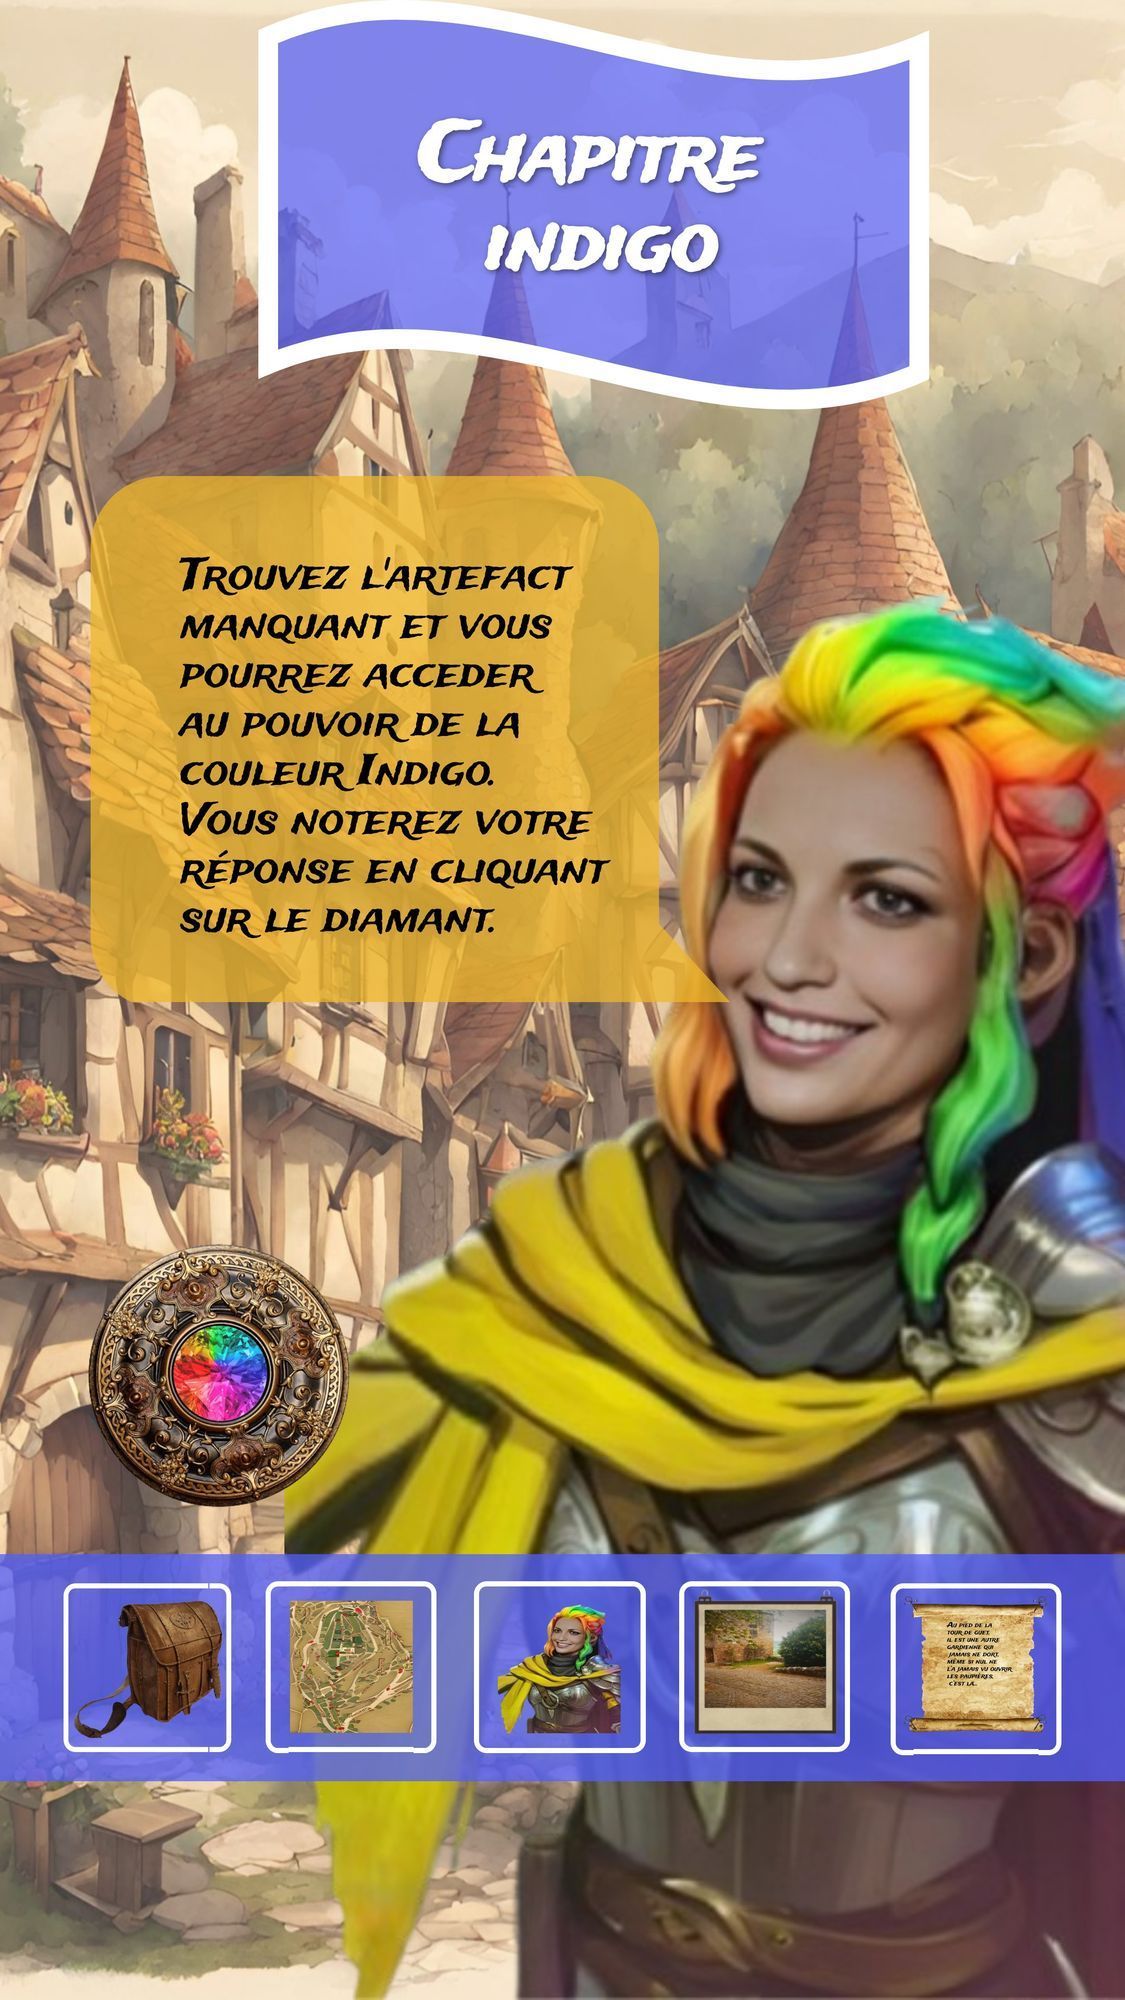 Chapitre
indigo
Trouvez l'artefact
manquant et vous
pourrez acceder
au pouvoir de la
couleur Indigo.
Vous noterez votre
réponse en cliquant
sur le diamant.
Au pied de la
tour de guet,
il est une autre
gardienne qui
jamais ne dort,
même si nul ne
l'a jamais vu ouvrir
les paupières.
C'est là...